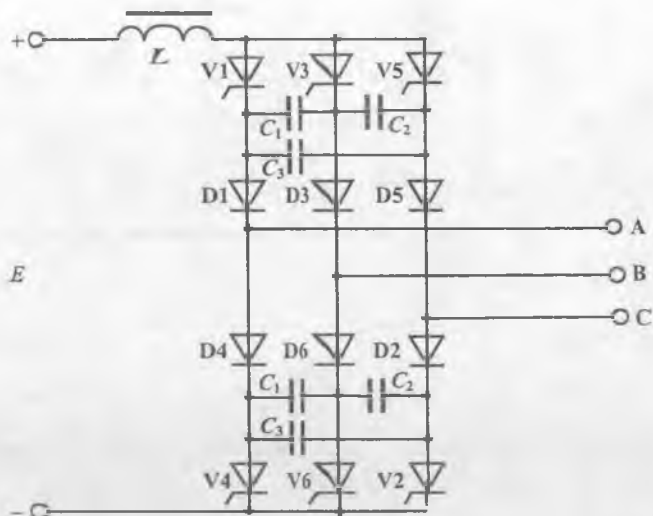 +
L
V1 V3 V5
C₁ C₂
C₃
D1 D3 D5
A
E
B
C
D4 D6 D2
C₁ C₂
C₃
V4 V6 V2
−